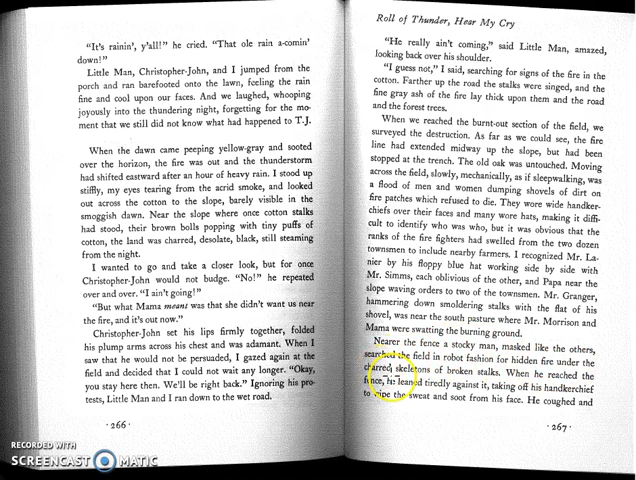 "It's rainin', y'all!" he cried. "That ole rain a-comin'
down!"
Little Man, Christopher-John, and I jumped from the
porch and ran barefooted onto the lawn, feeling the rain
fine and cool upon our faces. And we laughed, whooping
joyously into the thundering night, forgetting for the mo-
ment that we still did not know what had happened to T.J.
When the dawn came peeping yellow-gray and sooted
over the horizon, the fire was out and the thunderstorm
had shifted eastward after an hour of heavy rain. I stood up
stiffly, my eyes tearing from the acrid smoke, and looked
out across the cotton to the slope, barely visible in the
smoggish dawn. Near the slope where once cotton stalks
had stood, their brown bolls popping with tiny puffs of
cotton, the land was charred, desolate, black, still steaming
from the night.
I wanted to go and take a closer look, but for once
Christopher-John would not budge. "No!" he repeated
over and over. "I ain't going!"
"But what Mama meant was that she didn't want us near
the fire, and it's out now."
Christopher-John set his lips firmly together, folded
his plump arms across his chest and was adamant. When I
saw that he would not be persuaded, I gazed again at the
field and decided that I could not wait any longer. "Okay,
you stay here then. We'll be right back." Ignoring his pro-
tests, Little Man and I ran down to the wet road.
· 266 ·
Roll of Thunder, Hear My Cry
"He really ain't coming," said Little Man, amazed,
looking back over his shoulder.
"I guess not," I said, searching for signs of the fire in the
cotton. Farther up the road the stalks were singed, and the
fine gray ash of the fire lay thick upon them and the road
and the forest trees.
When we reached the burnt-out section of the field, we
surveyed the destruction. As far as we could see, the fire
line had extended midway up the slope, but had been
stopped at the trench. The old oak was untouched. Moving
across the field, slowly, mechanically, as if sleepwalking, was
a flood of men and women dumping shovels of dirt on
fire patches which refused to die. They wore wide handker-
chiefs over their faces and many wore hats, making it diffi-
cult to identify who was who, but it was obvious that the
ranks of the fire fighters had swelled from the two dozen
townsmen to include nearby farmers. I recognized Mr. La-
nier by his floppy blue hat working side by side with
Mr. Simms, each oblivious of the other, and Papa near the
slope waving orders to two of the townsmen. Mr. Granger,
hammering down smoldering stalks with the flat of his
shovel, was near the south pasture where Mr. Morrison and
Mama were swatting the burning ground.
Nearer the fence a stocky man, masked like the others,
searched the field in robot fashion for hidden fire under the
charred skeletons of broken stalks. When he reached the
fence, he leaned tiredly against it, taking off his handkerchief
to wipe the sweat and soot from his face. He coughed and
· 267 ·
RECORDED WITH
SCREENCAST MATIC